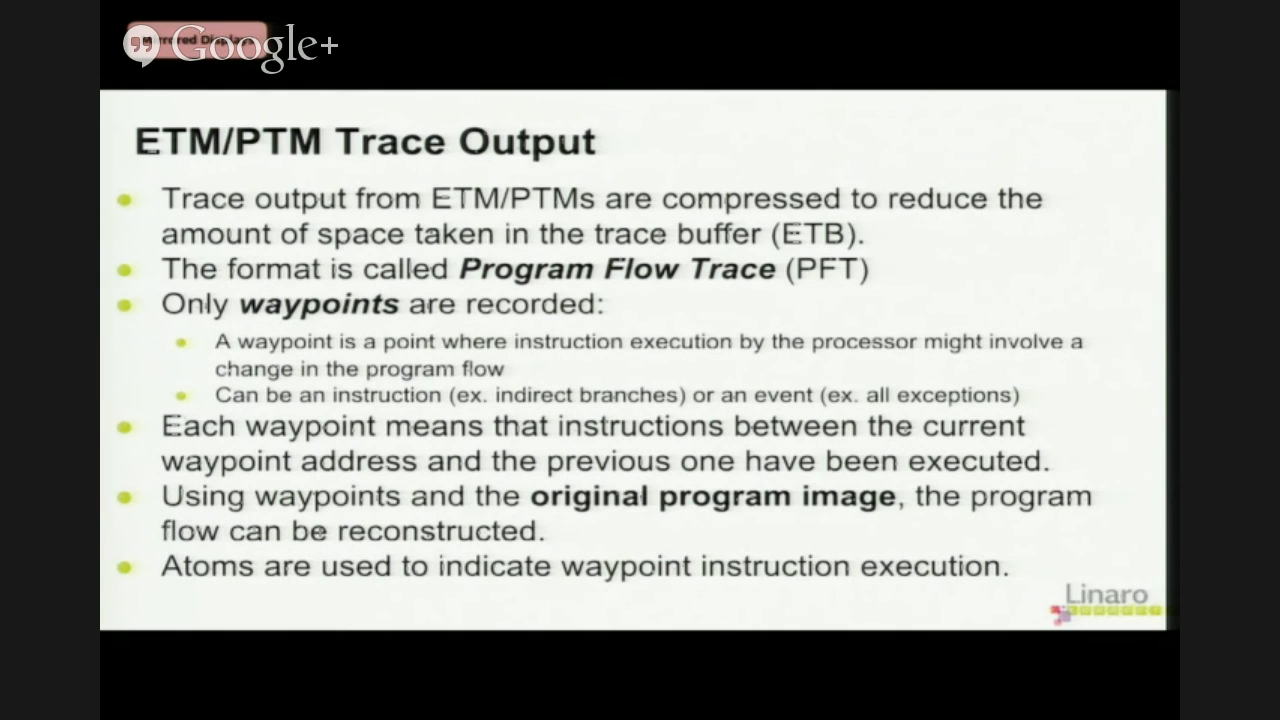 Mirrored Displays
Google+
ETM/PTM Trace Output
Trace output from ETM/PTMs are compressed to reduce the
amount of space taken in the trace buffer (ETB).
The format is called Program Flow Trace (PFT)
Only waypoints are recorded:
A waypoint is a point where instruction execution by the processor might involve a
change in the program flow
Can be an instruction (ex. indirect branches) or an event (ex. all exceptions)
Each waypoint means that instructions between the current
waypoint address and the previous one have been executed.
Using waypoints and the original program image, the program
flow can be reconstructed.
Atoms are used to indicate waypoint instruction execution.
Linaro